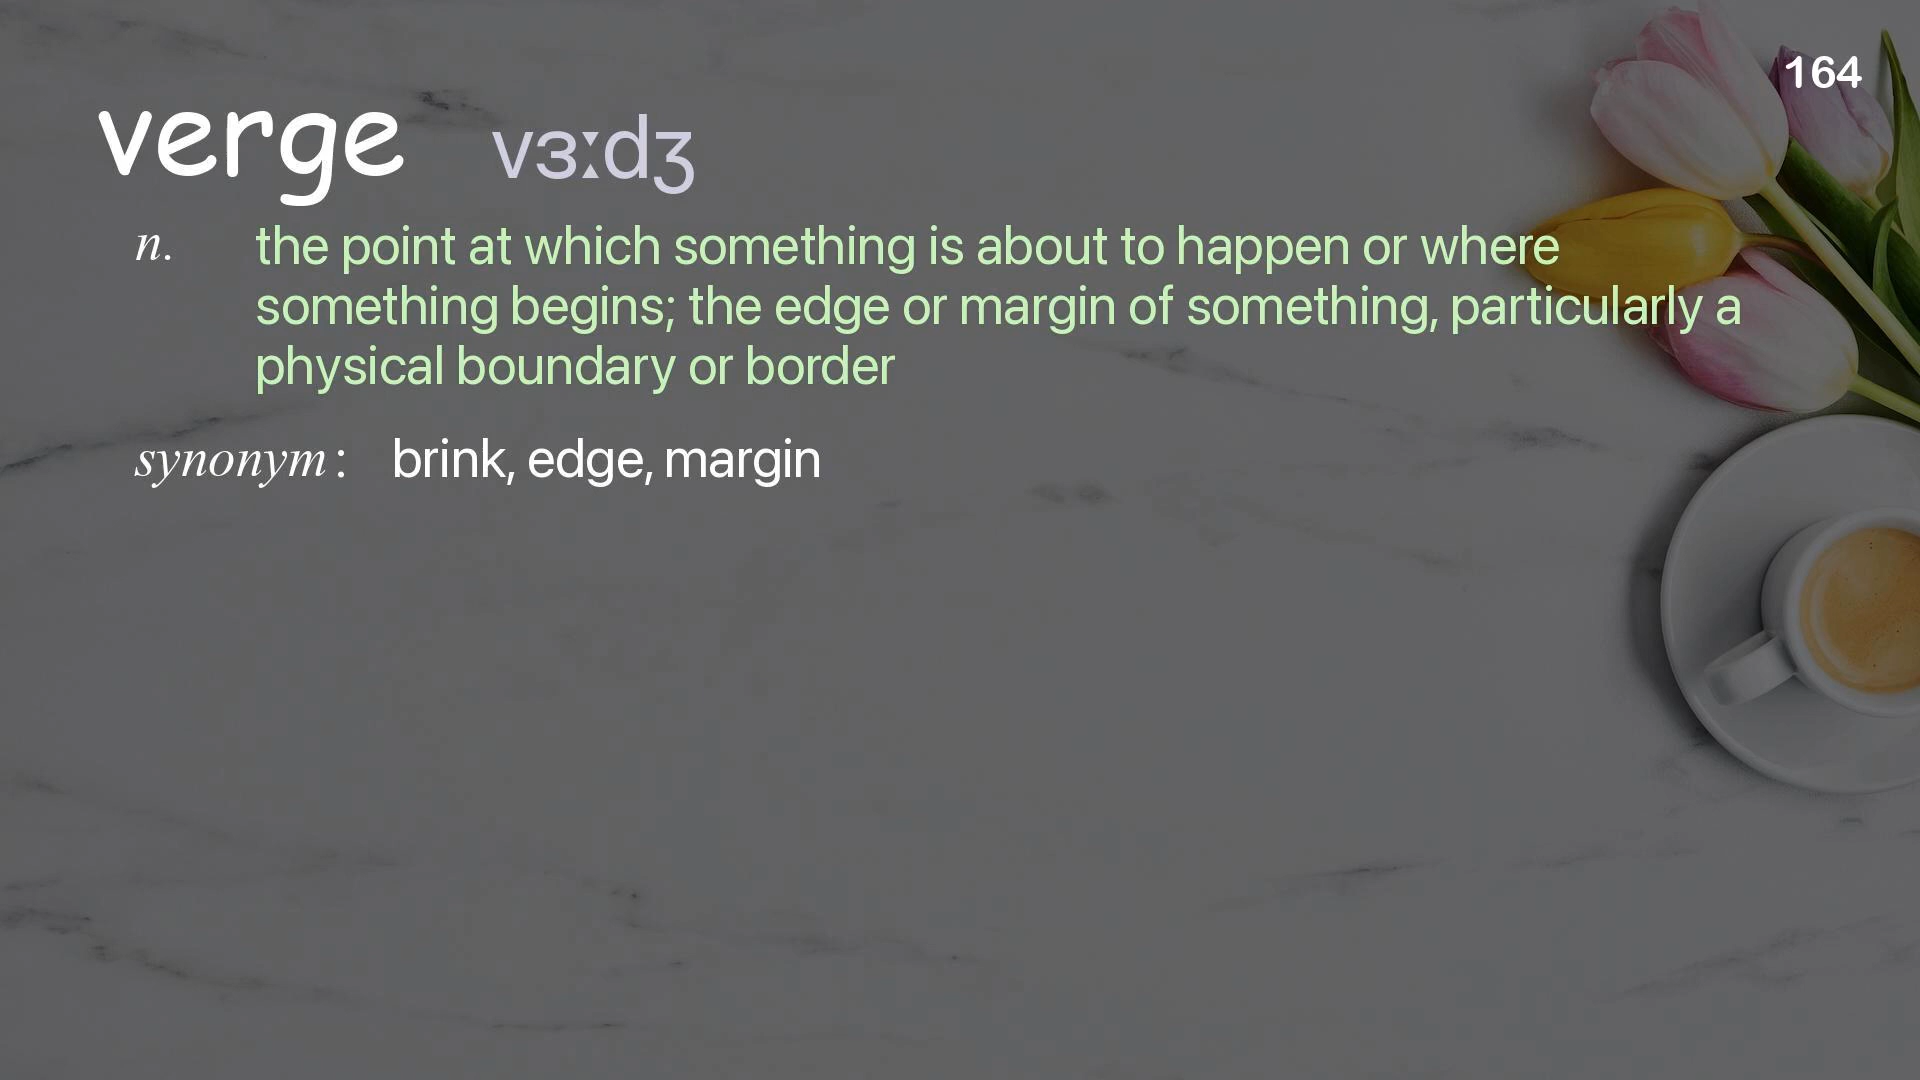 164
verge vɜːdʒ
n. the point at which something is about to happen or where
something begins; the edge or margin of something, particularly a
physical boundary or border
synonym: brink, edge, margin